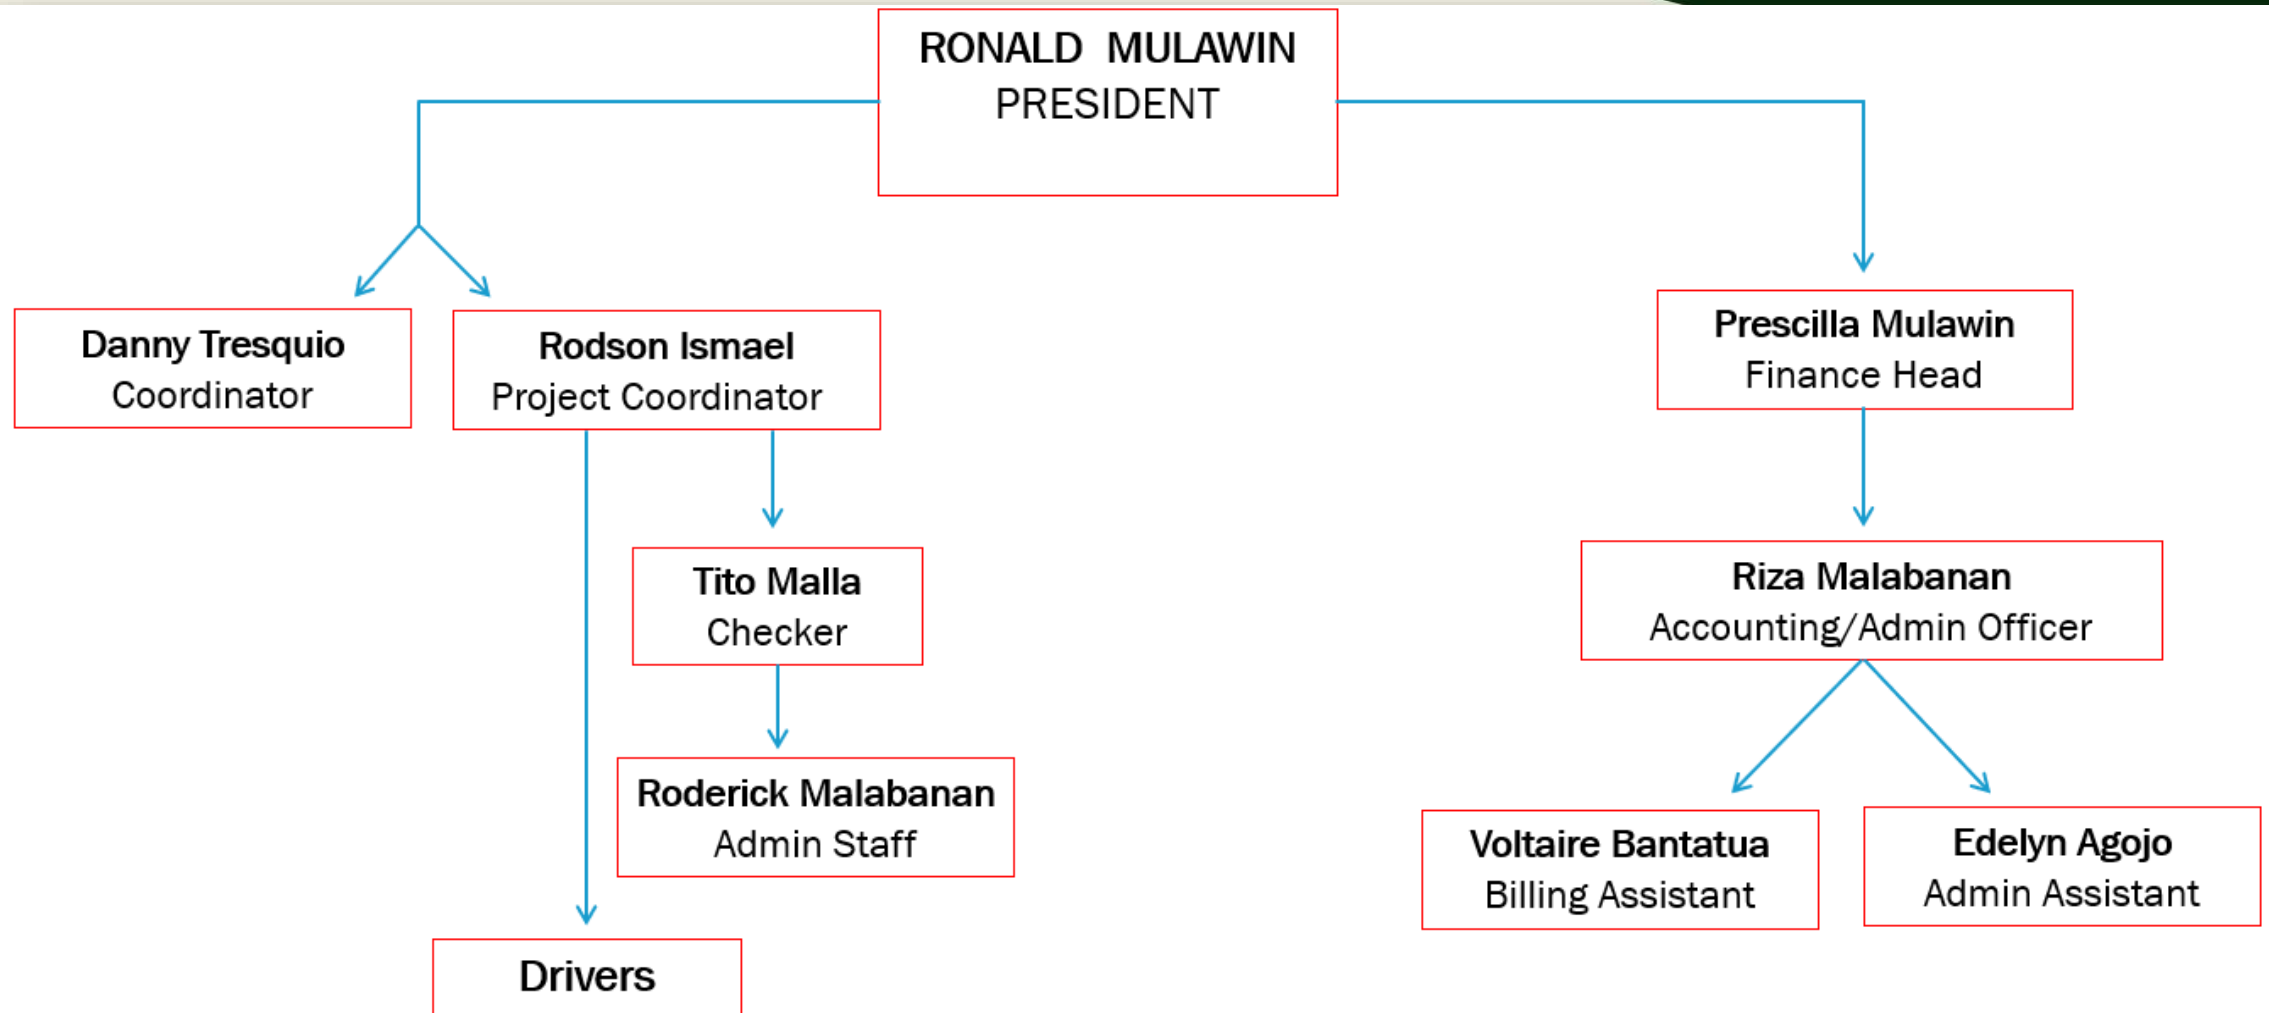 RONALD MULAWIN
PRESIDENT
Danny Tresquio
Coordinator
Rodson Ismael
Project Coordinator
Prescilla Mulawin
Finance Head
Tito Malla
Checker
Riza Malabanan
Accounting/Admin Officer
Roderick Malabanan
Admin Staff
Voltaire Bantatua
Billing Assistant
Edelyn Agojo
Admin Assistant
Drivers